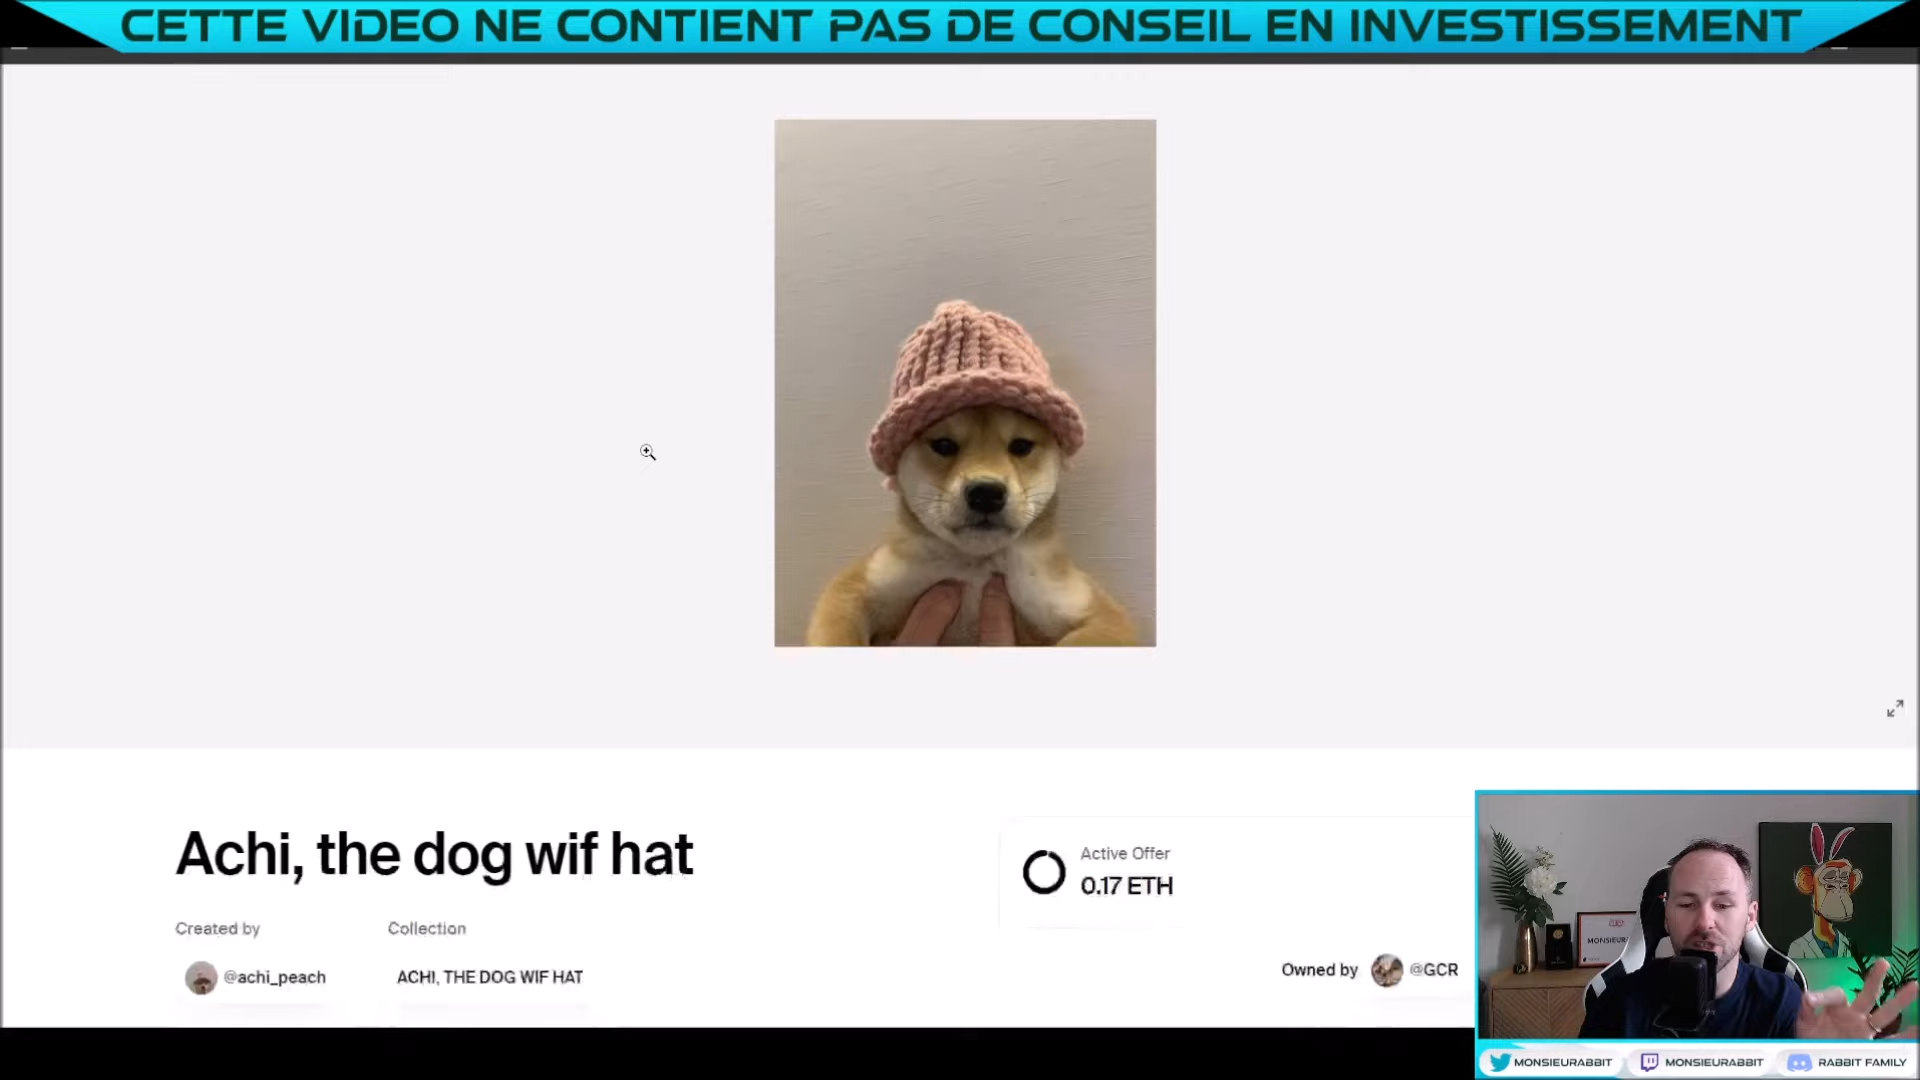 CETTE VIDEO NE CONTIENT PAS DE CONSEIL EN INVESTISSEMENT
Achi, the dog wif hat
Active Offer
0.17 ETH
Created by
Collection
@achi_peach
ACHI, THE DOG WIF HAT
Owned by @GCR
MONSIEUR
MONSIEURABBIT
MONSIEURABBIT
RABBIT FAMILY